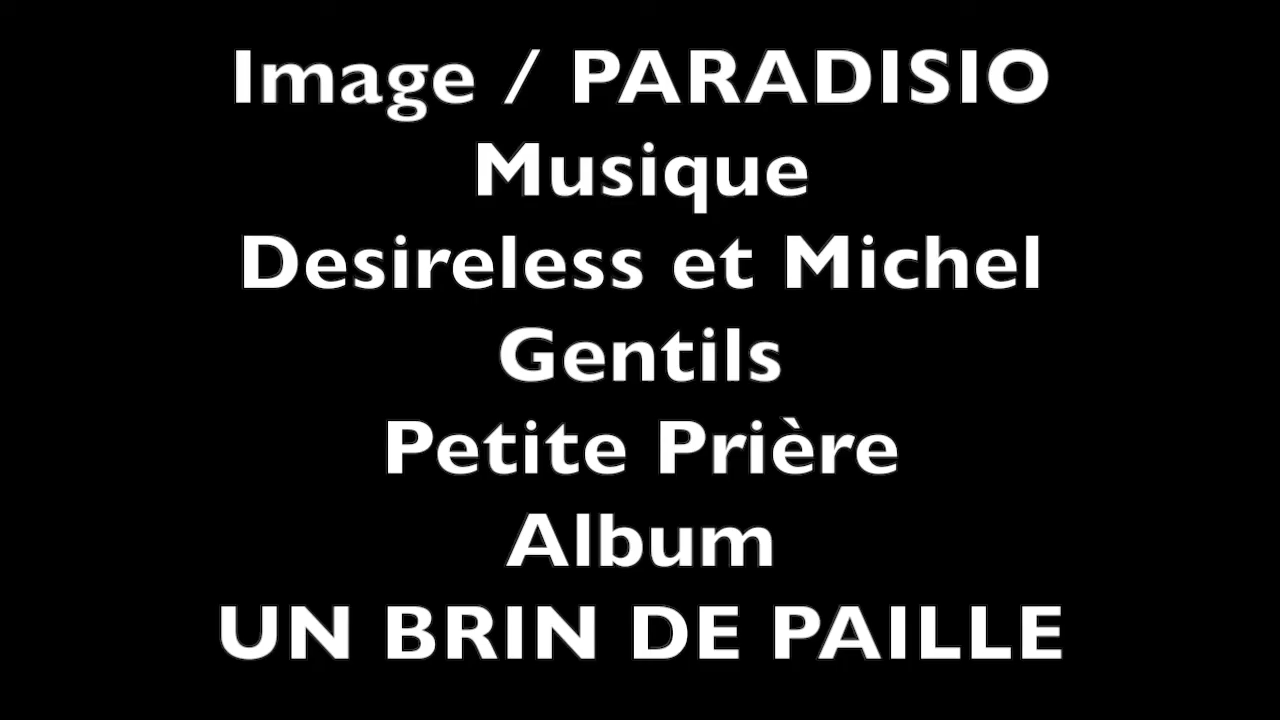 Image / PARADISIO
Musique
Desireless et Michel
Gentils
Petite Prière
Album
UN BRIN DE PAILLE